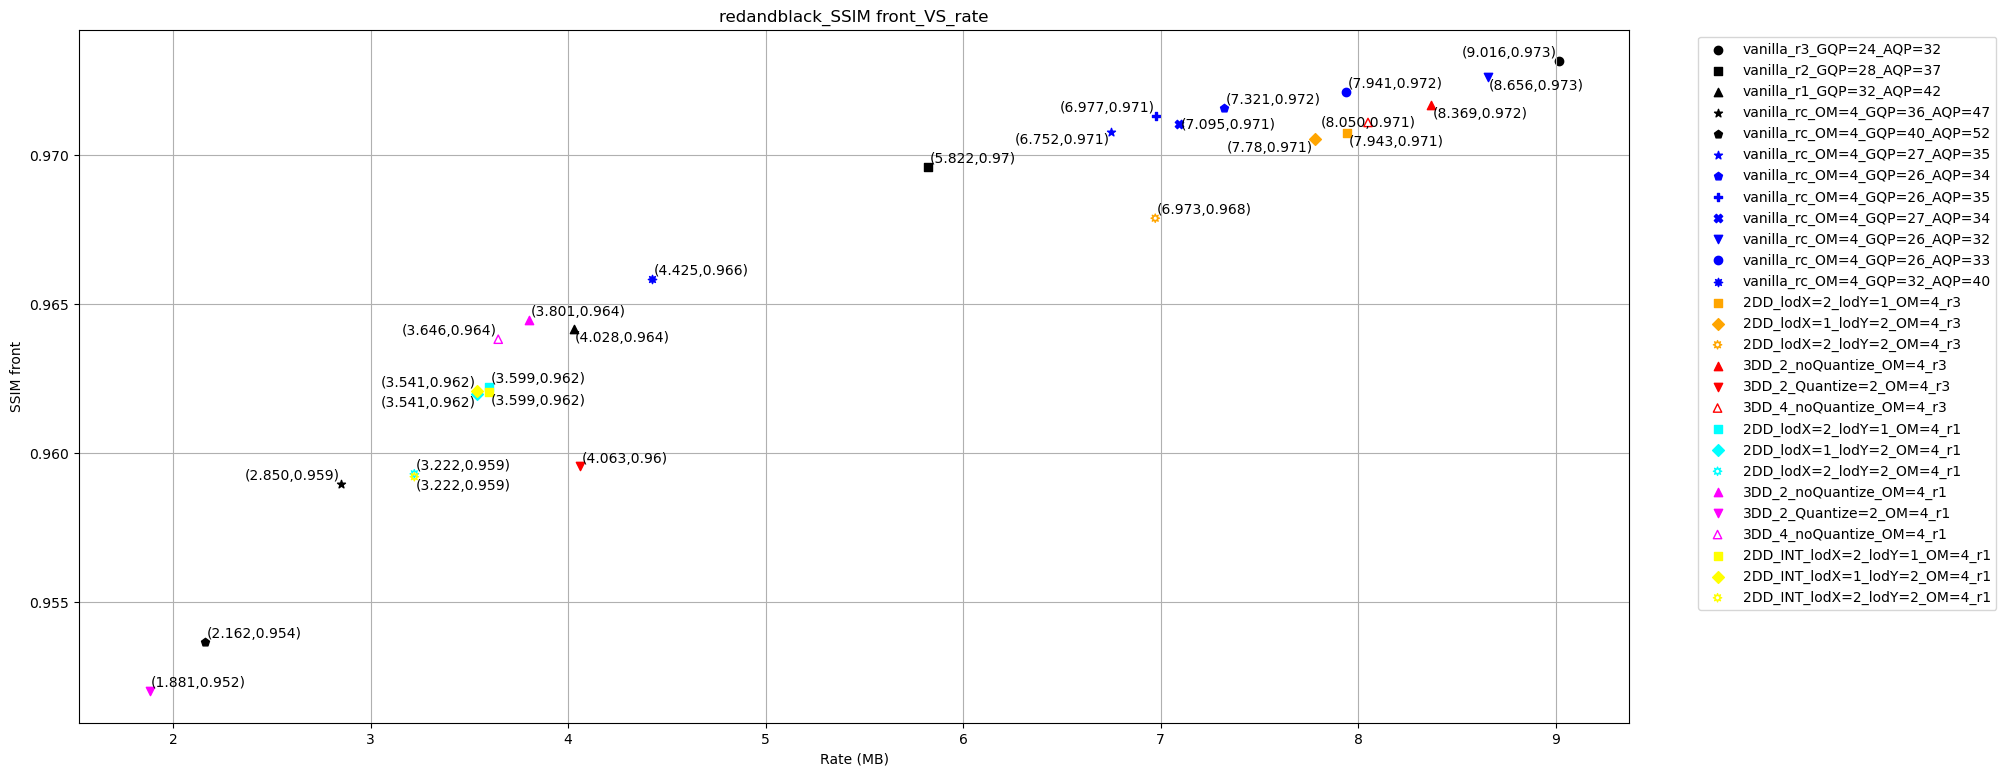 redandblack_SSIM front_VS_rate
(9.016,0.973)
(7.941,0.972)
(8.656,0.973)
(7.321,0.972)
(6.977,0.971)
(8.369,0.972)
(7.095,0.971)
(8.050,0.971)
(6.752,0.971)
(7.78,0.971)
(7.943,0.971)
(5.822,0.97)
(6.973,0.968)
(4.425,0.966)
(3.801,0.964)
(3.646,0.964)
(4.028,0.964)
(3.541,0.962)
(3.599,0.962)
(3.541,0.962)
(3.599,0.962)
(4.063,0.96)
(3.222,0.959)
(2.850,0.959)
(3.222,0.959)
(2.162,0.954)
(1.881,0.952)
0.970
0.965
0.960
0.955
SSIM front
2 3 4 5 6 7 8 9
Rate (MB)
vanilla_r3_GQP=24_AQP=32
vanilla_r2_GQP=28_AQP=37
vanilla_r1_GQP=32_AQP=42
vanilla_rc_OM=4_GQP=36_AQP=47
vanilla_rc_OM=4_GQP=40_AQP=52
vanilla_rc_OM=4_GQP=27_AQP=35
vanilla_rc_OM=4_GQP=26_AQP=34
vanilla_rc_OM=4_GQP=26_AQP=35
vanilla_rc_OM=4_GQP=27_AQP=34
vanilla_rc_OM=4_GQP=26_AQP=32
vanilla_rc_OM=4_GQP=26_AQP=33
vanilla_rc_OM=4_GQP=32_AQP=40
2DD_lodX=2_lodY=1_OM=4_r3
2DD_lodX=1_lodY=2_OM=4_r3
2DD_lodX=2_lodY=2_OM=4_r3
3DD_2_noQuantize_OM=4_r3
3DD_2_Quantize=2_OM=4_r3
3DD_4_noQuantize_OM=4_r3
2DD_lodX=2_lodY=1_OM=4_r1
2DD_lodX=1_lodY=2_OM=4_r1
2DD_lodX=2_lodY=2_OM=4_r1
3DD_2_noQuantize_OM=4_r1
3DD_2_Quantize=2_OM=4_r1
3DD_4_noQuantize_OM=4_r1
2DD_INT_lodX=2_lodY=1_OM=4_r1
2DD_INT_lodX=1_lodY=2_OM=4_r1
2DD_INT_lodX=2_lodY=2_OM=4_r1